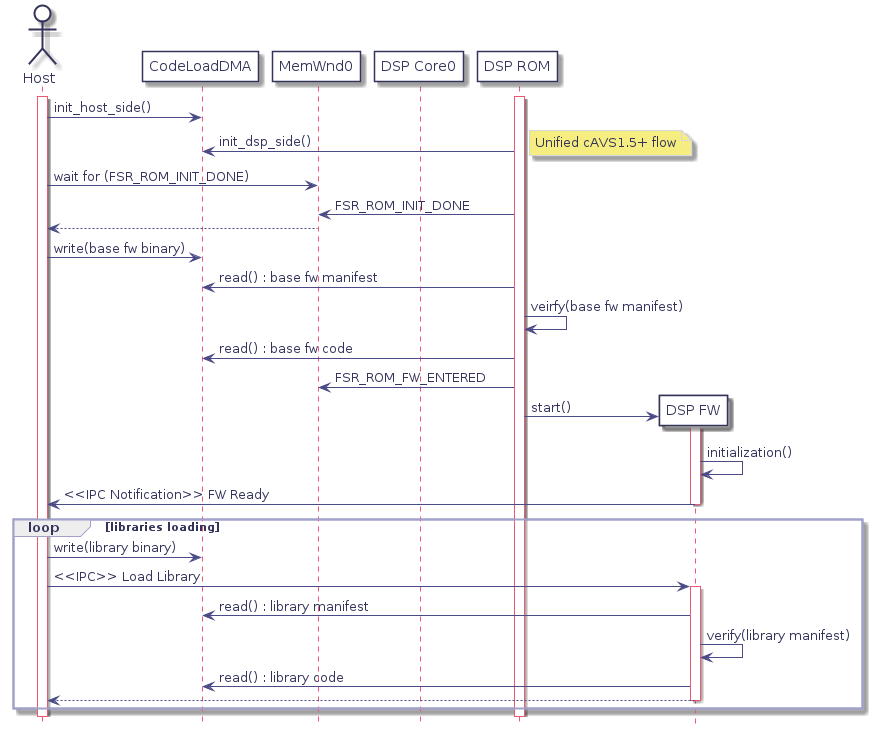 Host
CodeLoadDMA
MemWnd0
DSP Core0
DSP ROM
init_host_side()
init_dsp_side()
Unified cAVS1.5+ flow
wait for (FSR_ROM_INIT_DONE)
FSR_ROM_INIT_DONE
write(base fw binary)
read() : base fw manifest
veirfy(base fw manifest)
read() : base fw code
FSR_ROM_FW_ENTERED
start()
DSP FW
initialization()
<<IPC Notification>> FW Ready
loop [libraries loading]
write(library binary)
<<IPC>> Load Library
read() : library manifest
verify(library manifest)
read() : library code